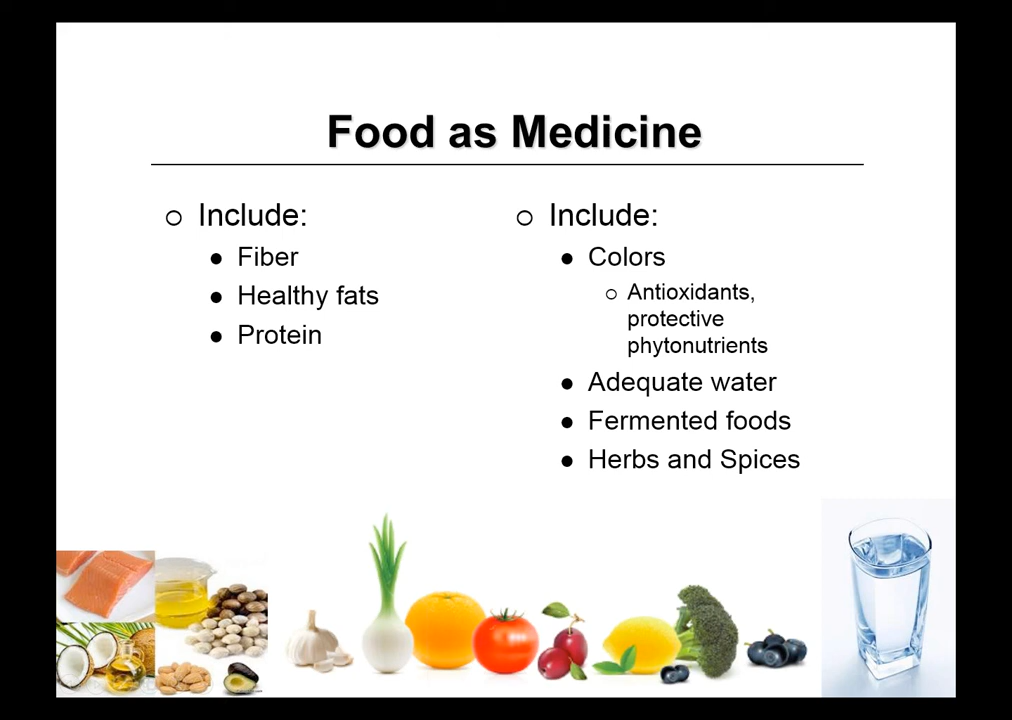 Food as Medicine
Include:
Fiber
Healthy fats
Protein
Include:
Colors
Antioxidants,
protective
phytonutrients
Adequate water
Fermented foods
Herbs and Spices